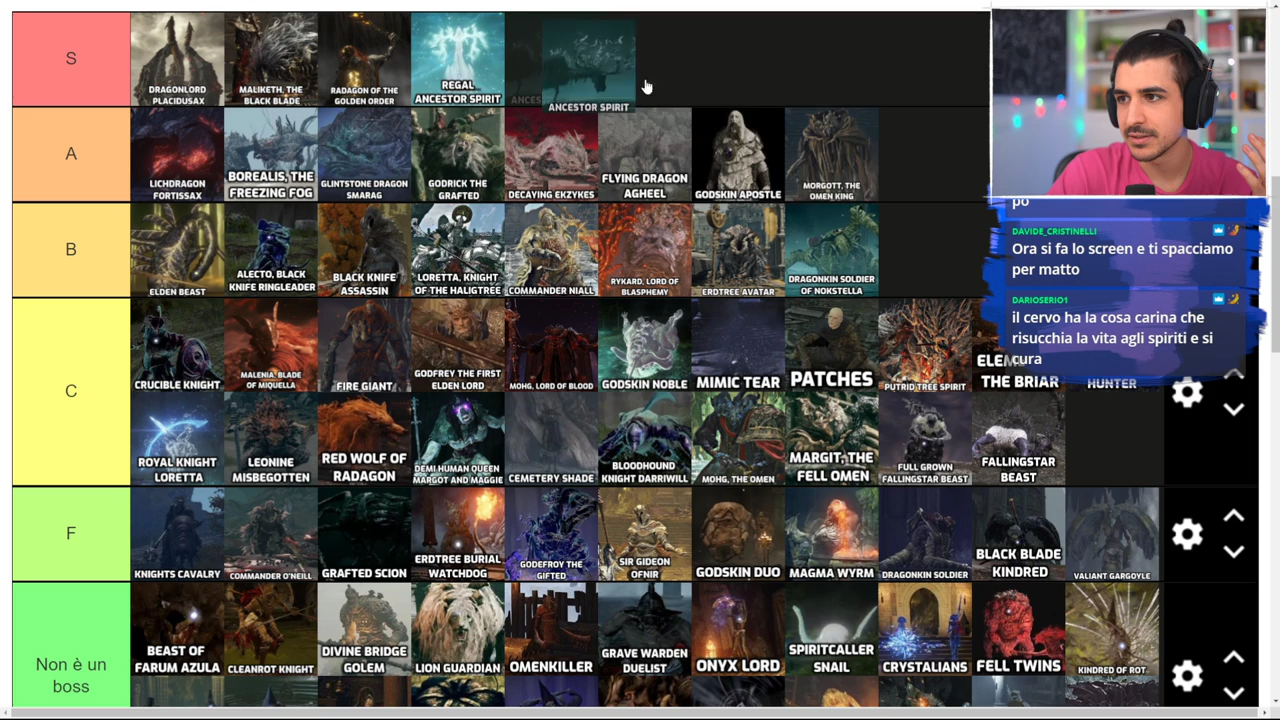 S
DRAGONLORD
PLACIDUSAX
MALIKETH, THE
BLACK BLADE
RADAGON OF THE
GOLDEN ORDER
REGAL
ANCESTOR SPIRIT
ANCES
ANCESTOR SPIRIT
A
LICHDRAGON
FORTISSAX
BOREALIS, THE
FREEZING FOG
GLINTSTONE DRAGON
SMARAG
GODRICK THE
GRAFTED
DECAYING EKZYKES
FLYING DRAGON
AGHEEL
GODSKIN APOSTLE
MORGOTT, THE
OMEN KING
B
ELDEN BEAST
ALECTO, BLACK
KNIFE RINGLEADER
BLACK KNIFE
ASSASSIN
LORETTA, KNIGHT
OF THE HALIGTREE
COMMANDER NIALL
RYKARD, LORD OF
BLASPHEMY
ERDTREE AVATAR
DRAGONKIN SOLDIER
OF NOKSTELLA
po
DAVIDE_CRISTINELLI
Ora si fa lo screen e ti spacciamo
per matto
DARIOSERIO1
il cervo ha la cosa carina che
risucchia la vita agli spiriti e si
cura
C
CRUCIBLE KNIGHT
MALENIA, BLADE
OF MIQUELLA
FIRE GIANT
GODFREY THE FIRST
ELDEN LORD
MOHG, LORD OF BLOOD
GODSKIN NOBLE
MIMIC TEAR
PATCHES
PUTRID TREE SPIRIT
ELEM
THE BRIAR
HUNTER
ROYAL KNIGHT
LORETTA
LEONINE
MISBEGOTTEN
RED WOLF OF
RADAGON
DEMI HUMAN QUEEN
MARGOT AND MAGGIE
CEMETERY SHADE
BLOODHOUND
KNIGHT DARRIWILL
MOHG, THE OMEN
MARGIT, THE
FELL OMEN
FULL GROWN
FALLINGSTAR BEAST
FALLINGSTAR
BEAST
F
KNIGHTS CAVALRY
COMMANDER O'NEILL
GRAFTED SCION
ERDTREE BURIAL
WATCHDOG
GODEFROY THE
GIFTED
SIR GIDEON
OFNIR
GODSKIN DUO
MAGMA WYRM
DRAGONKIN SOLDIER
BLACK BLADE
KINDRED
VALIANT GARGOYLE
Non è un
boss
BEAST OF
FARUM AZULA
CLEANROT KNIGHT
DIVINE BRIDGE
GOLEM
LION GUARDIAN
OMENKILLER
GRAVE WARDEN
DUELIST
ONYX LORD
SPIRITCALLER
SNAIL
CRYSTALIANS
FELL TWINS
KINDRED OF ROT